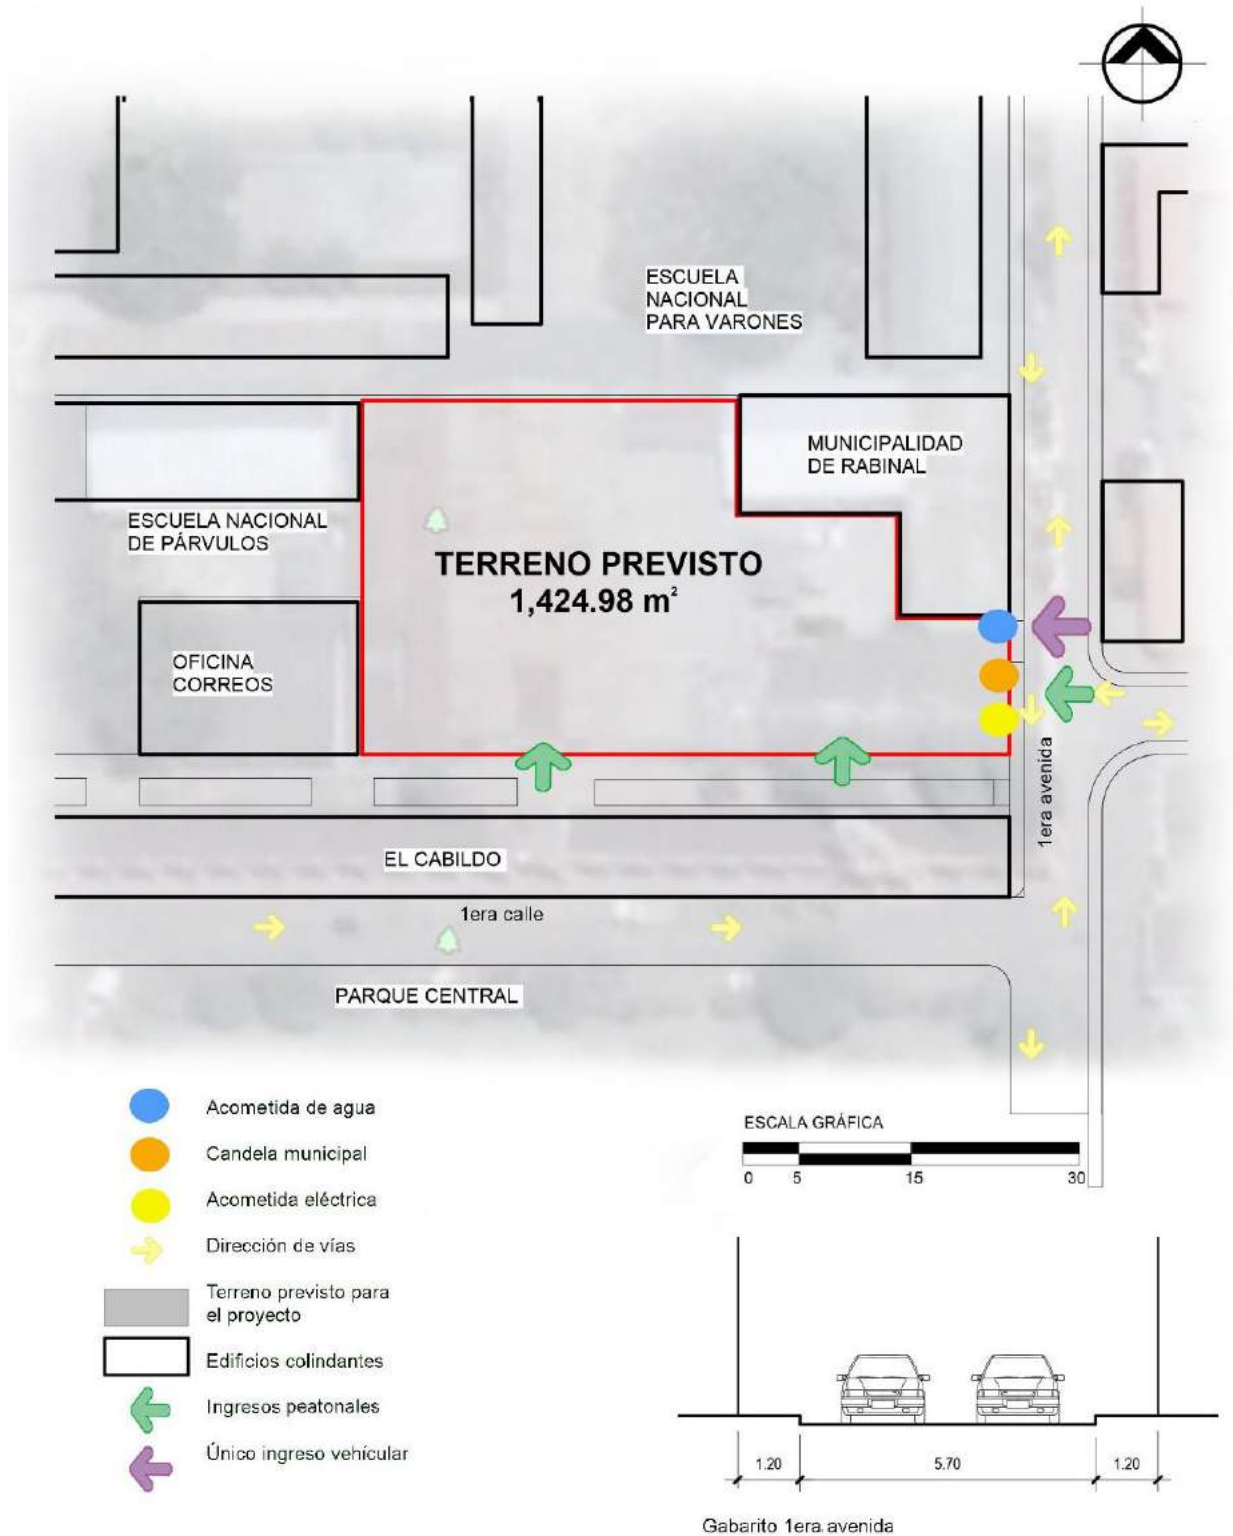 ESCUELA
NACIONAL
PARA VARONES
MUNICIPALIDAD
DE RABINAL
ESCUELA NACIONAL
DE PÁRVULOS
TERRENO PREVISTO
1,424.98 m²
OFICINA
CORREOS
1era avenida
EL CABILDO
1era calle
PARQUE CENTRAL
Acometida de agua
Candela municipal
Acometida eléctrica
Dirección de vías
Terreno previsto para
el proyecto
Edificios colindantes
Ingresos peatonales
Único ingreso vehícular
ESCALA GRÁFICA
0 5 15 30
1.20 5.70 1.20
Gabarito 1era avenida